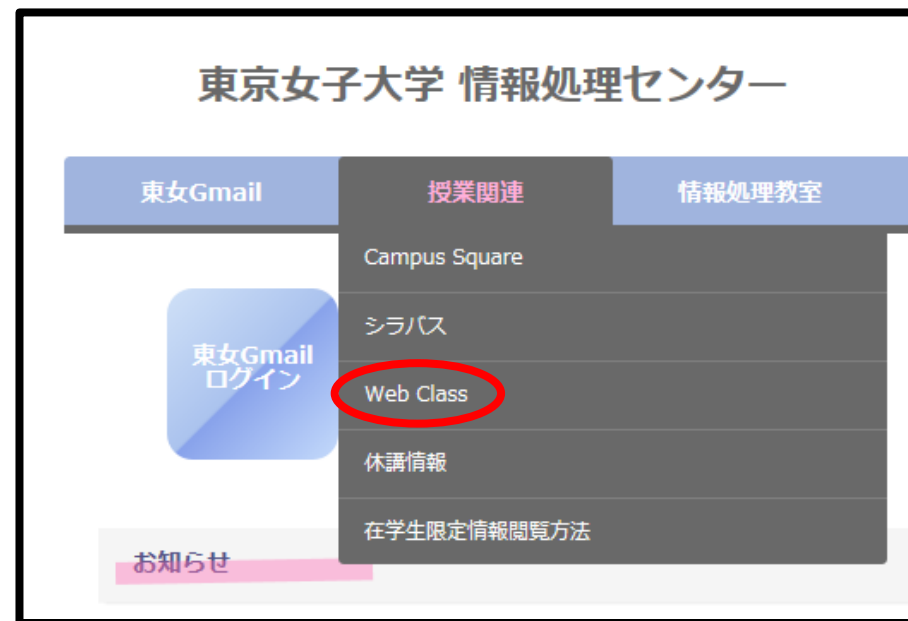 東京女子大学 情報処理センター
東女Gmail 授業関連 情報処理教室
Campus Square
シラバス
東女Gmail
ログイン
Web Class
休講情報
在学生限定情報閲覧方法
お知らせ